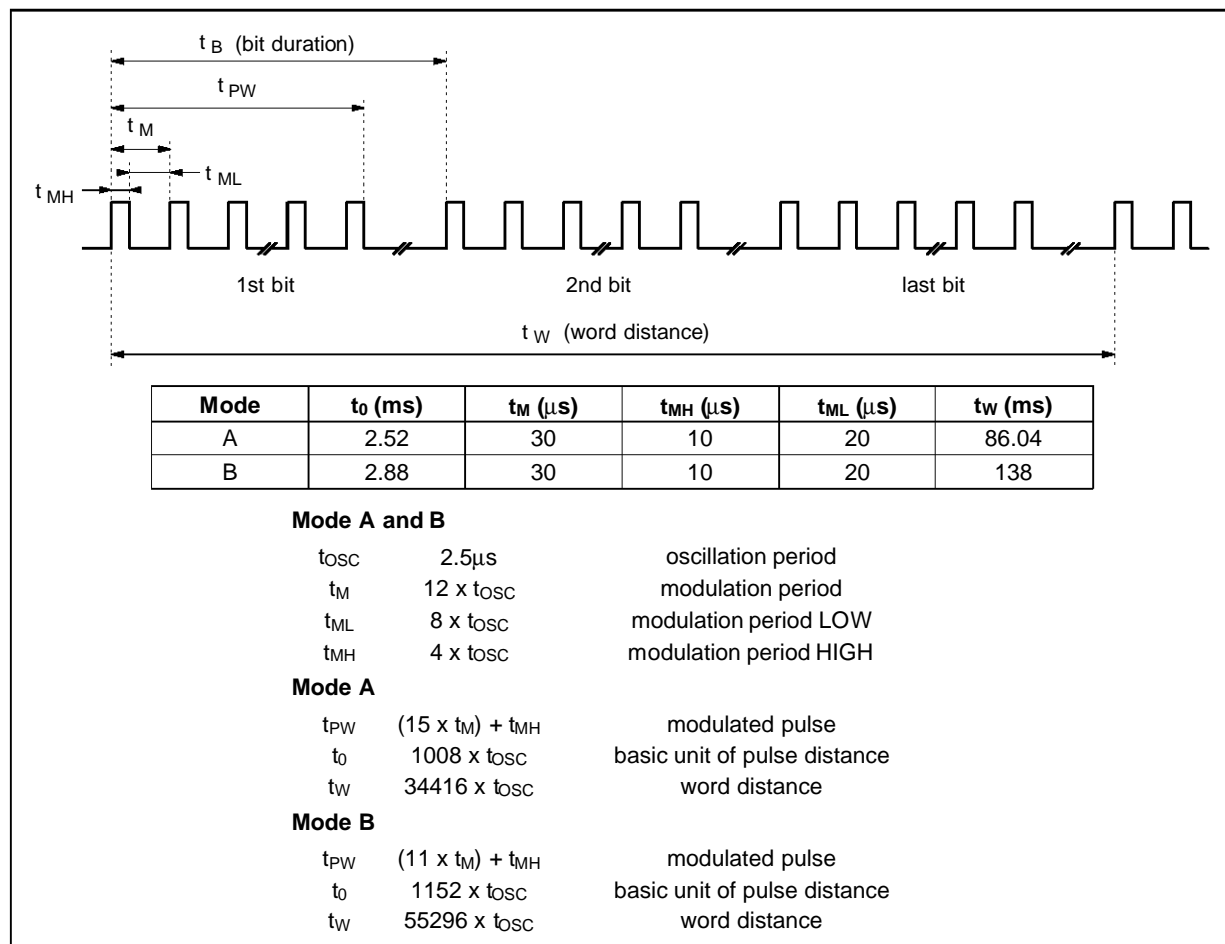 t B (bit duration)
t PW
t M
t ML
t MH
1st bit 2nd bit last bit
t W (word distance)
Mode t0 (ms) tM (μs) tMH (μs) tML (μs) tW (ms)
A 2.52 30 10 20 86.04
B 2.88 30 10 20 138
Mode A and B
tOSC 2.5μs oscillation period
tM 12 x tOSC modulation period
tML 8 x tOSC modulation period LOW
tMH 4 x tOSC modulation period HIGH
Mode A
tPW (15 x tM) + tMH modulated pulse
t0 1008 x tOSC basic unit of pulse distance
tW 34416 x tOSC word distance
Mode B
tPW (11 x tM) + tMH modulated pulse
t0 1152 x tOSC basic unit of pulse distance
tW 55296 x tOSC word distance